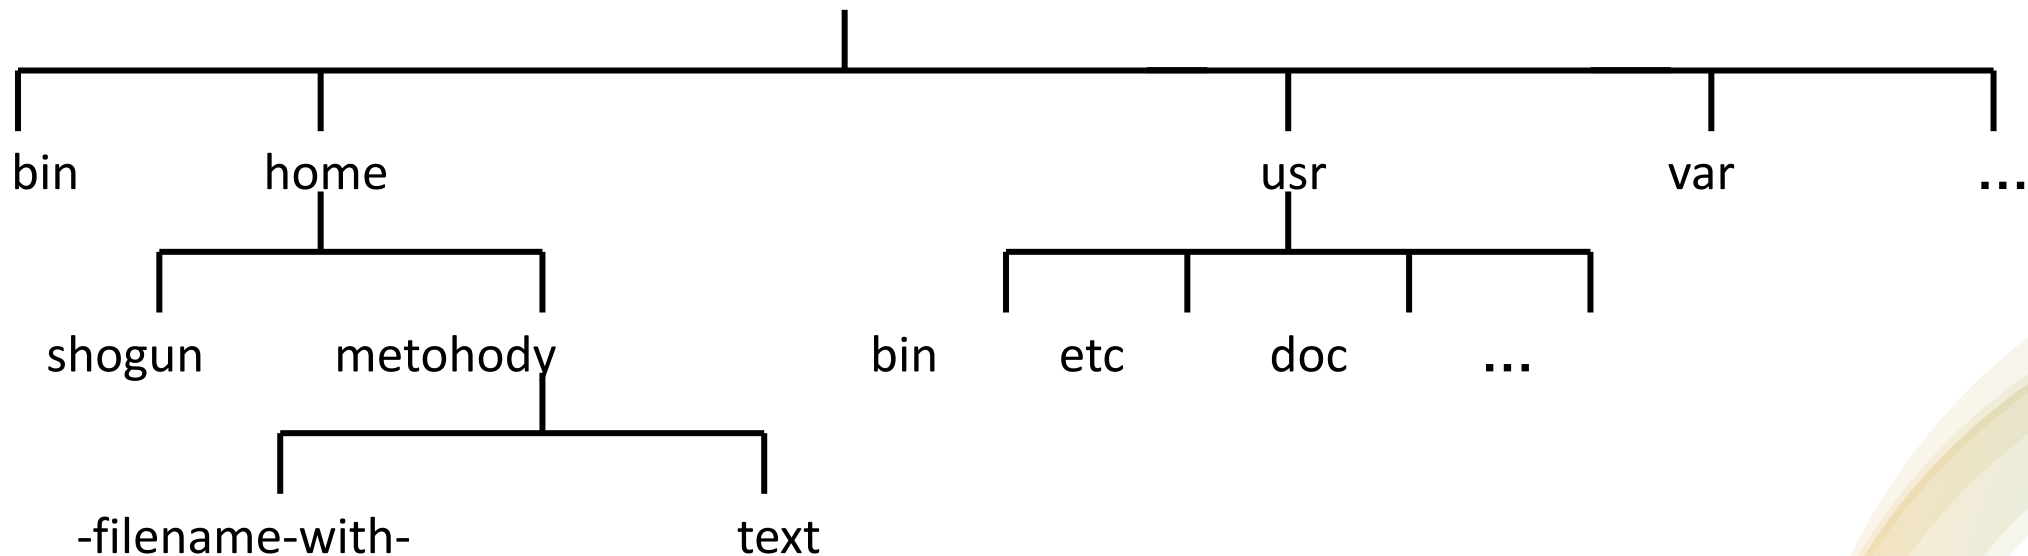 bin home usr var ...
shogun metohody bin etc doc ...
-filename-with- text